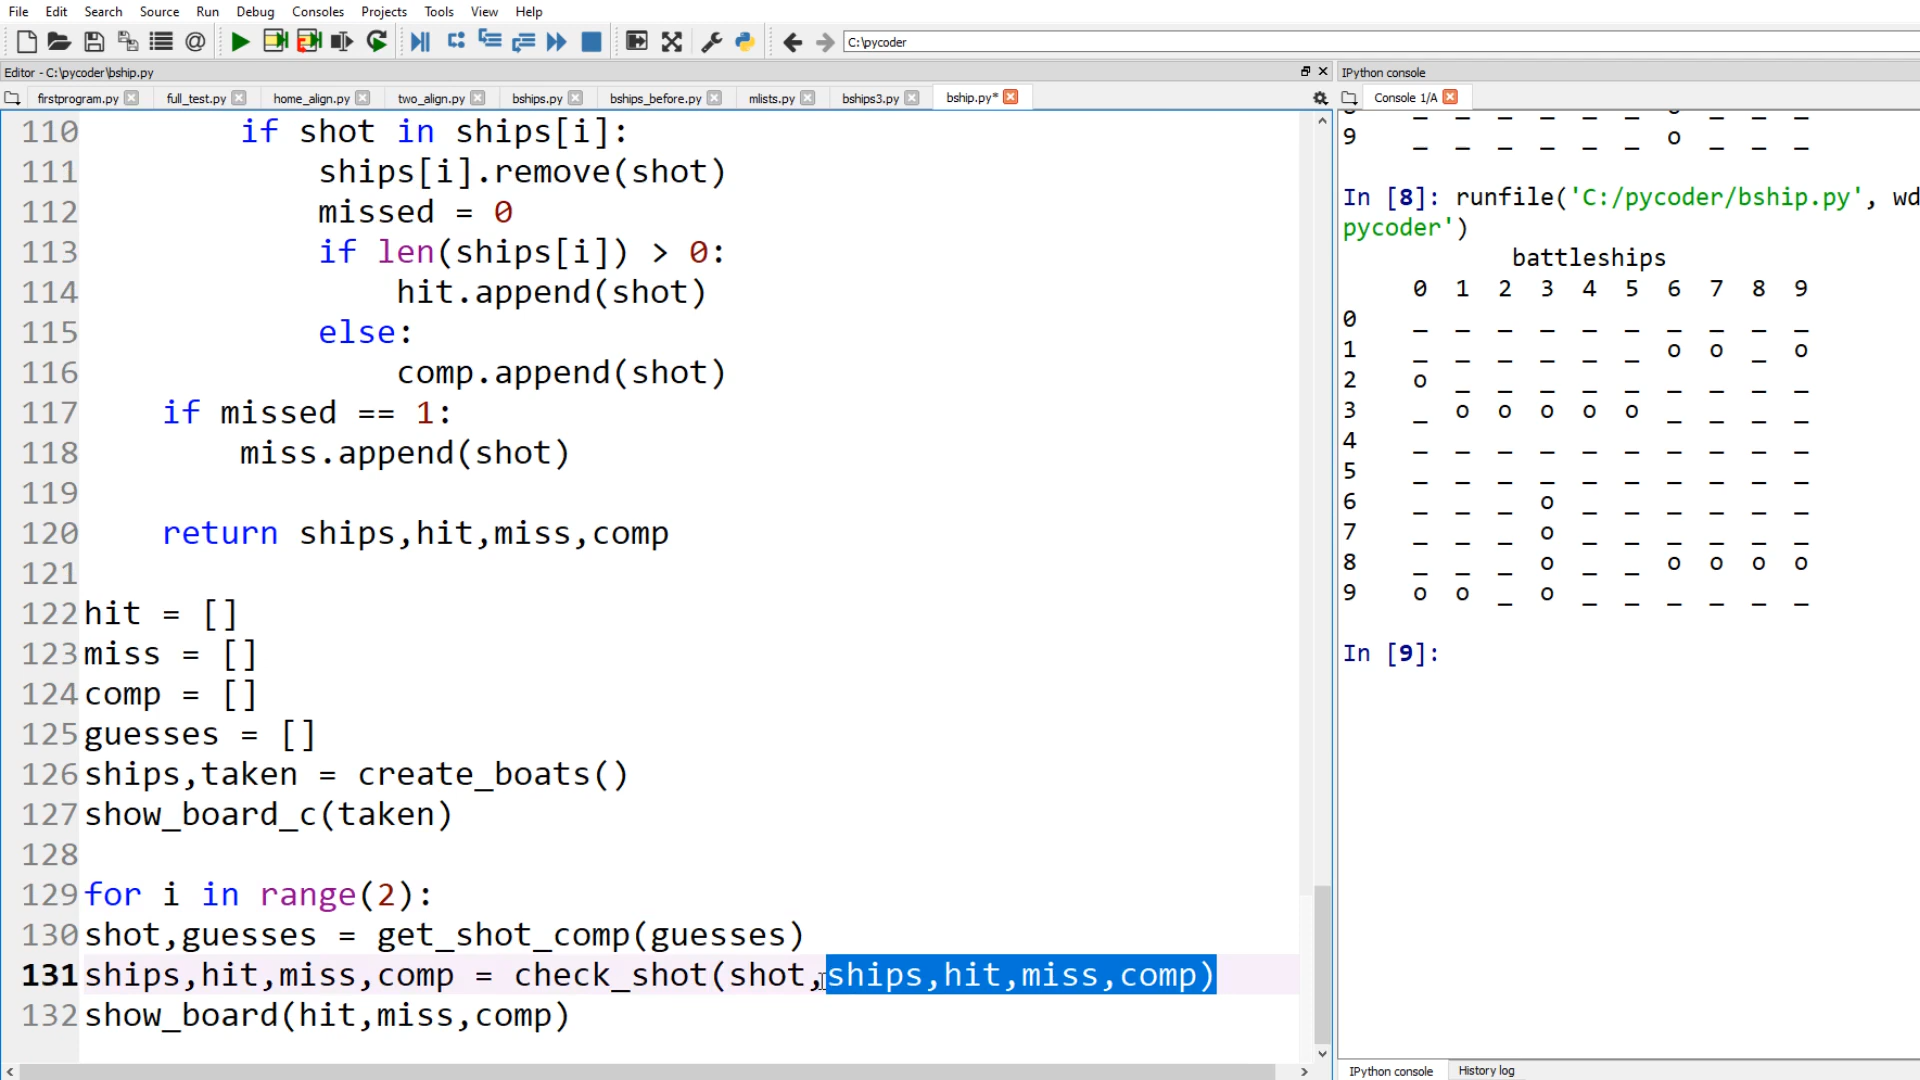 File Edit Search Source Run Debug Consoles Projects Tools View Help
C:\pycoder
Editor - C:\pycoder\bship.py
IPython console
firstprogram.py full_test.py home_align.py two_align.py bships.py bships_before.py mlists.py bships3.py bship.py*
Console 1/A
110 if shot in ships[i]:
111 ships[i].remove(shot)
112 missed = 0
113 if len(ships[i]) > 0:
114 hit.append(shot)
115 else:
116 comp.append(shot)
117 if missed == 1:
118 miss.append(shot)
119
120 return ships,hit,miss,comp
121
122 hit = []
123 miss = []
124 comp = []
125 guesses = []
126 ships,taken = create_boats()
127 show_board_c(taken)
128
129 for i in range(2):
130 shot,guesses = get_shot_comp(guesses)
131 ships,hit,miss,comp = check_shot(shot,ships,hit,miss,comp)
132 show_board(hit,miss,comp)
9 _ _ _ _ _ _ o _ _ _
In [8]: runfile('C:/pycoder/bship.py', wd
pycoder')
battleships
0 1 2 3 4 5 6 7 8 9
0 _ _ _ _ _ _ _ _ _ _
1 _ _ _ _ _ _ o o _ o
2 o _ _ _ _ _ _ _ _ _
3 _ o o o o o _ _ _ _
4 _ _ _ _ _ _ _ _ _ _
5 _ _ _ _ _ _ _ _ _ _
6 _ _ _ o _ _ _ _ _ _
7 _ _ _ o _ _ _ _ _ _
8 _ _ _ o _ _ o o o o
9 o o _ o _ _ _ _ _ _
In [9]:
IPython console History log